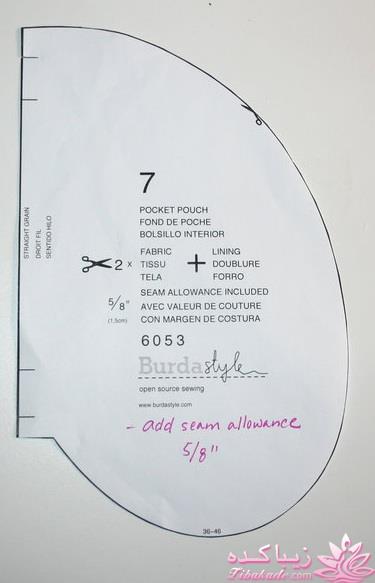 7
POCKET POUCH
FOND DE POCHE
BOLSILLO INTERIOR
2 x FABRIC + LINING
TISSU DOUBLURE
TELA FORRO
5/8" SEAM ALLOWANCE INCLUDED
(1,5cm) AVEC VALEUR DE COUTURE
CON MARGEN DE COSTURA
6053
Burdastyle
open source sewing
www.burdastyle.com
- add seam allowance
5/8"
36-46
STRAIGHT GRAIN
DROIT FIL
SENTIDO HILO
زیباکده
Zibakade.com